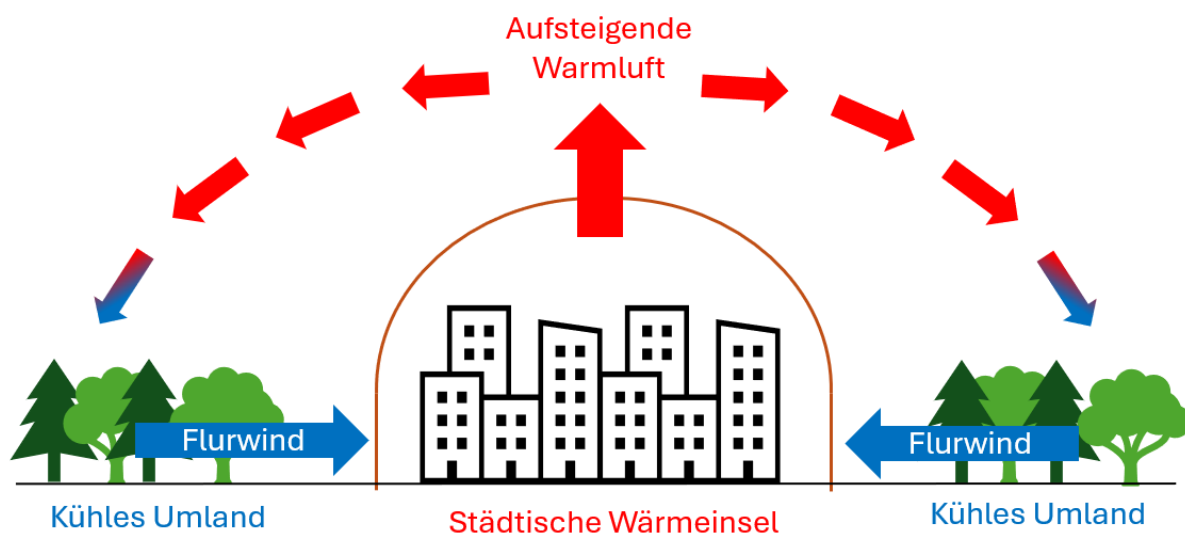 Aufsteigende
Warmluft
Flurwind
Flurwind
Kühles Umland
Städtische Wärmeinsel
Kühles Umland